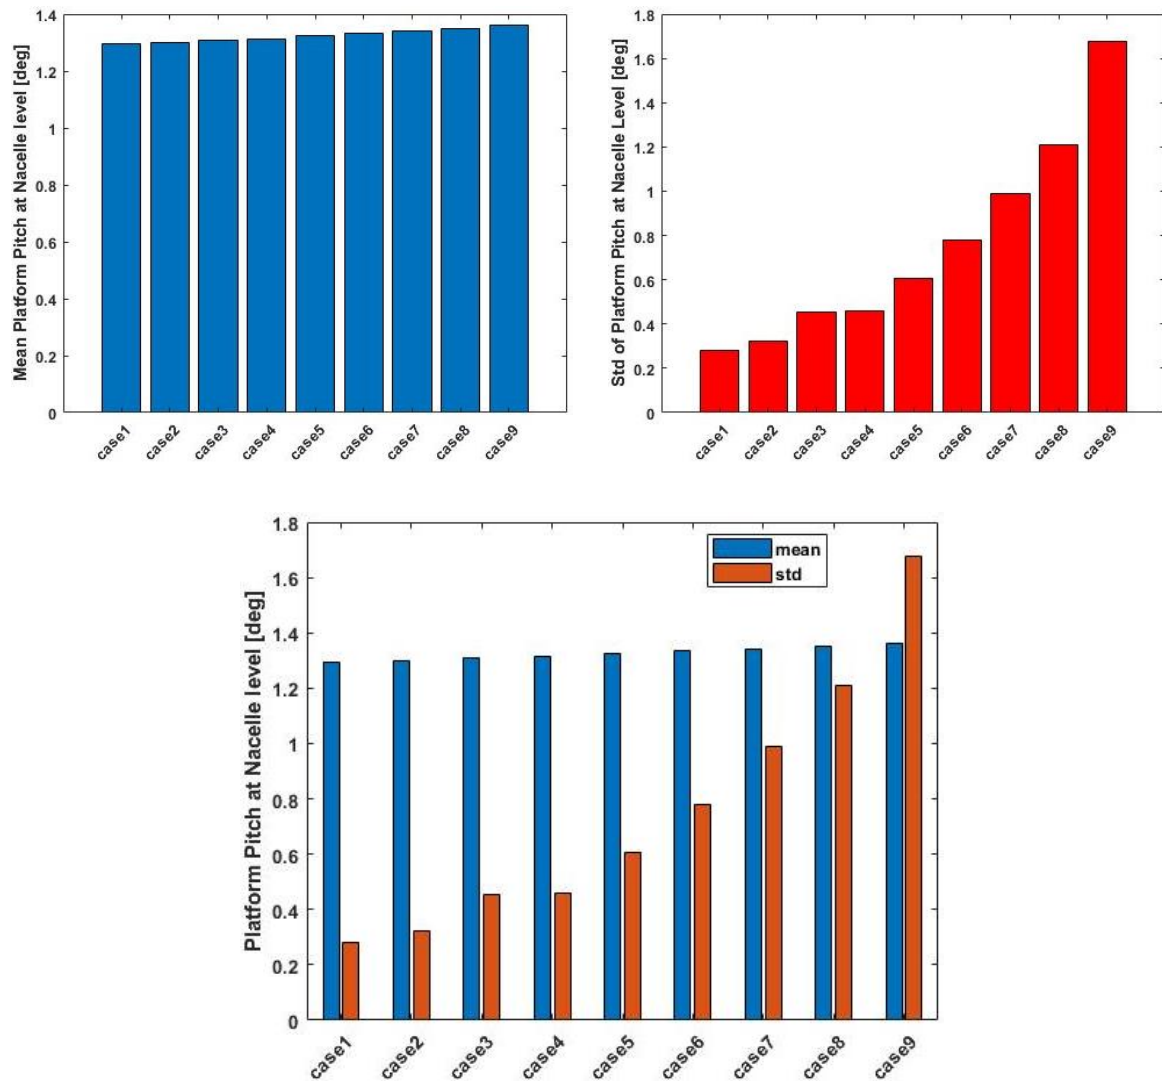 Mean Platform Pitch at Nacelle level [deg]
1.4
1.2
1
0.8
0.6
0.4
0.2
0
case1
case2
case3
case4
case5
case6
case7
case8
case9
Std of Platform Pitch at Nacelle Level [deg]
1.8
1.6
1.4
1.2
1
0.8
0.6
0.4
0.2
0
case1
case2
case3
case4
case5
case6
case7
case8
case9
Platform Pitch at Nacelle level [deg]
1.8
1.6
1.4
1.2
1
0.8
0.6
0.4
0.2
0
mean
std
case1
case2
case3
case4
case5
case6
case7
case8
case9